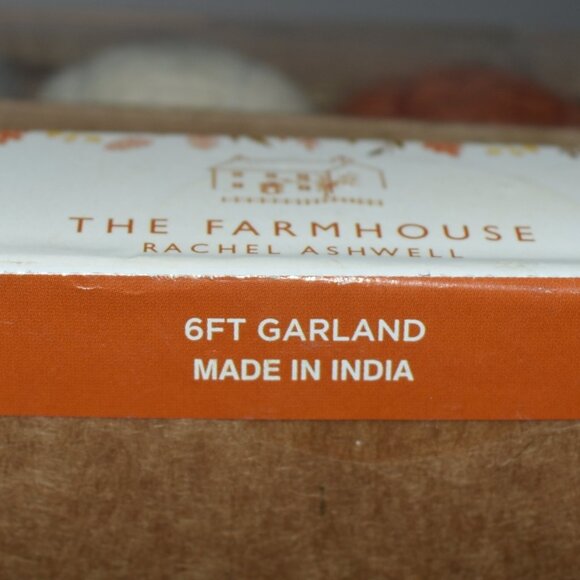 THE FARMHOUSE
RACHEL ASHWELL
6FT GARLAND
MADE IN INDIA